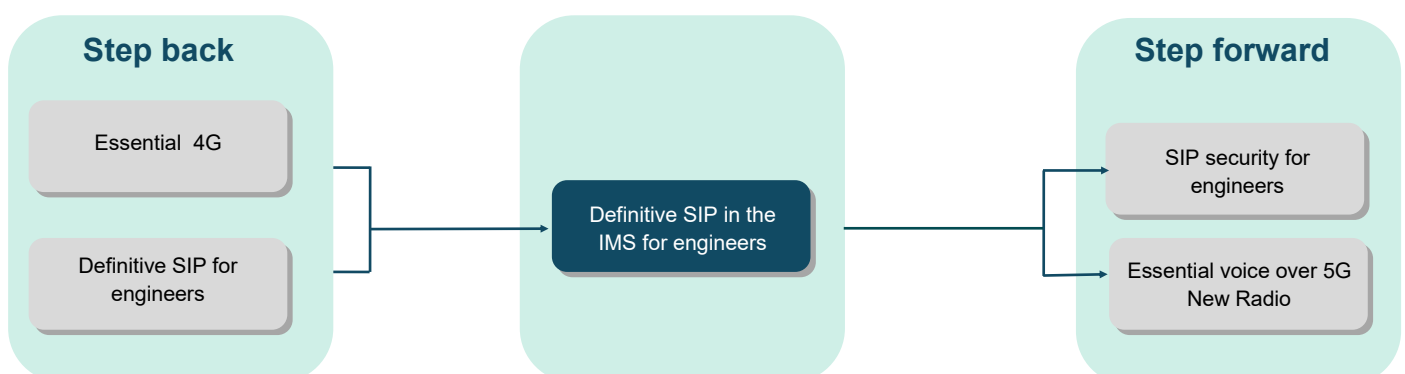 Step back
Essential 4G
Definitive SIP for
engineers
Definitive SIP in the
IMS for engineers
Step forward
SIP security for
engineers
Essential voice over 5G
New Radio